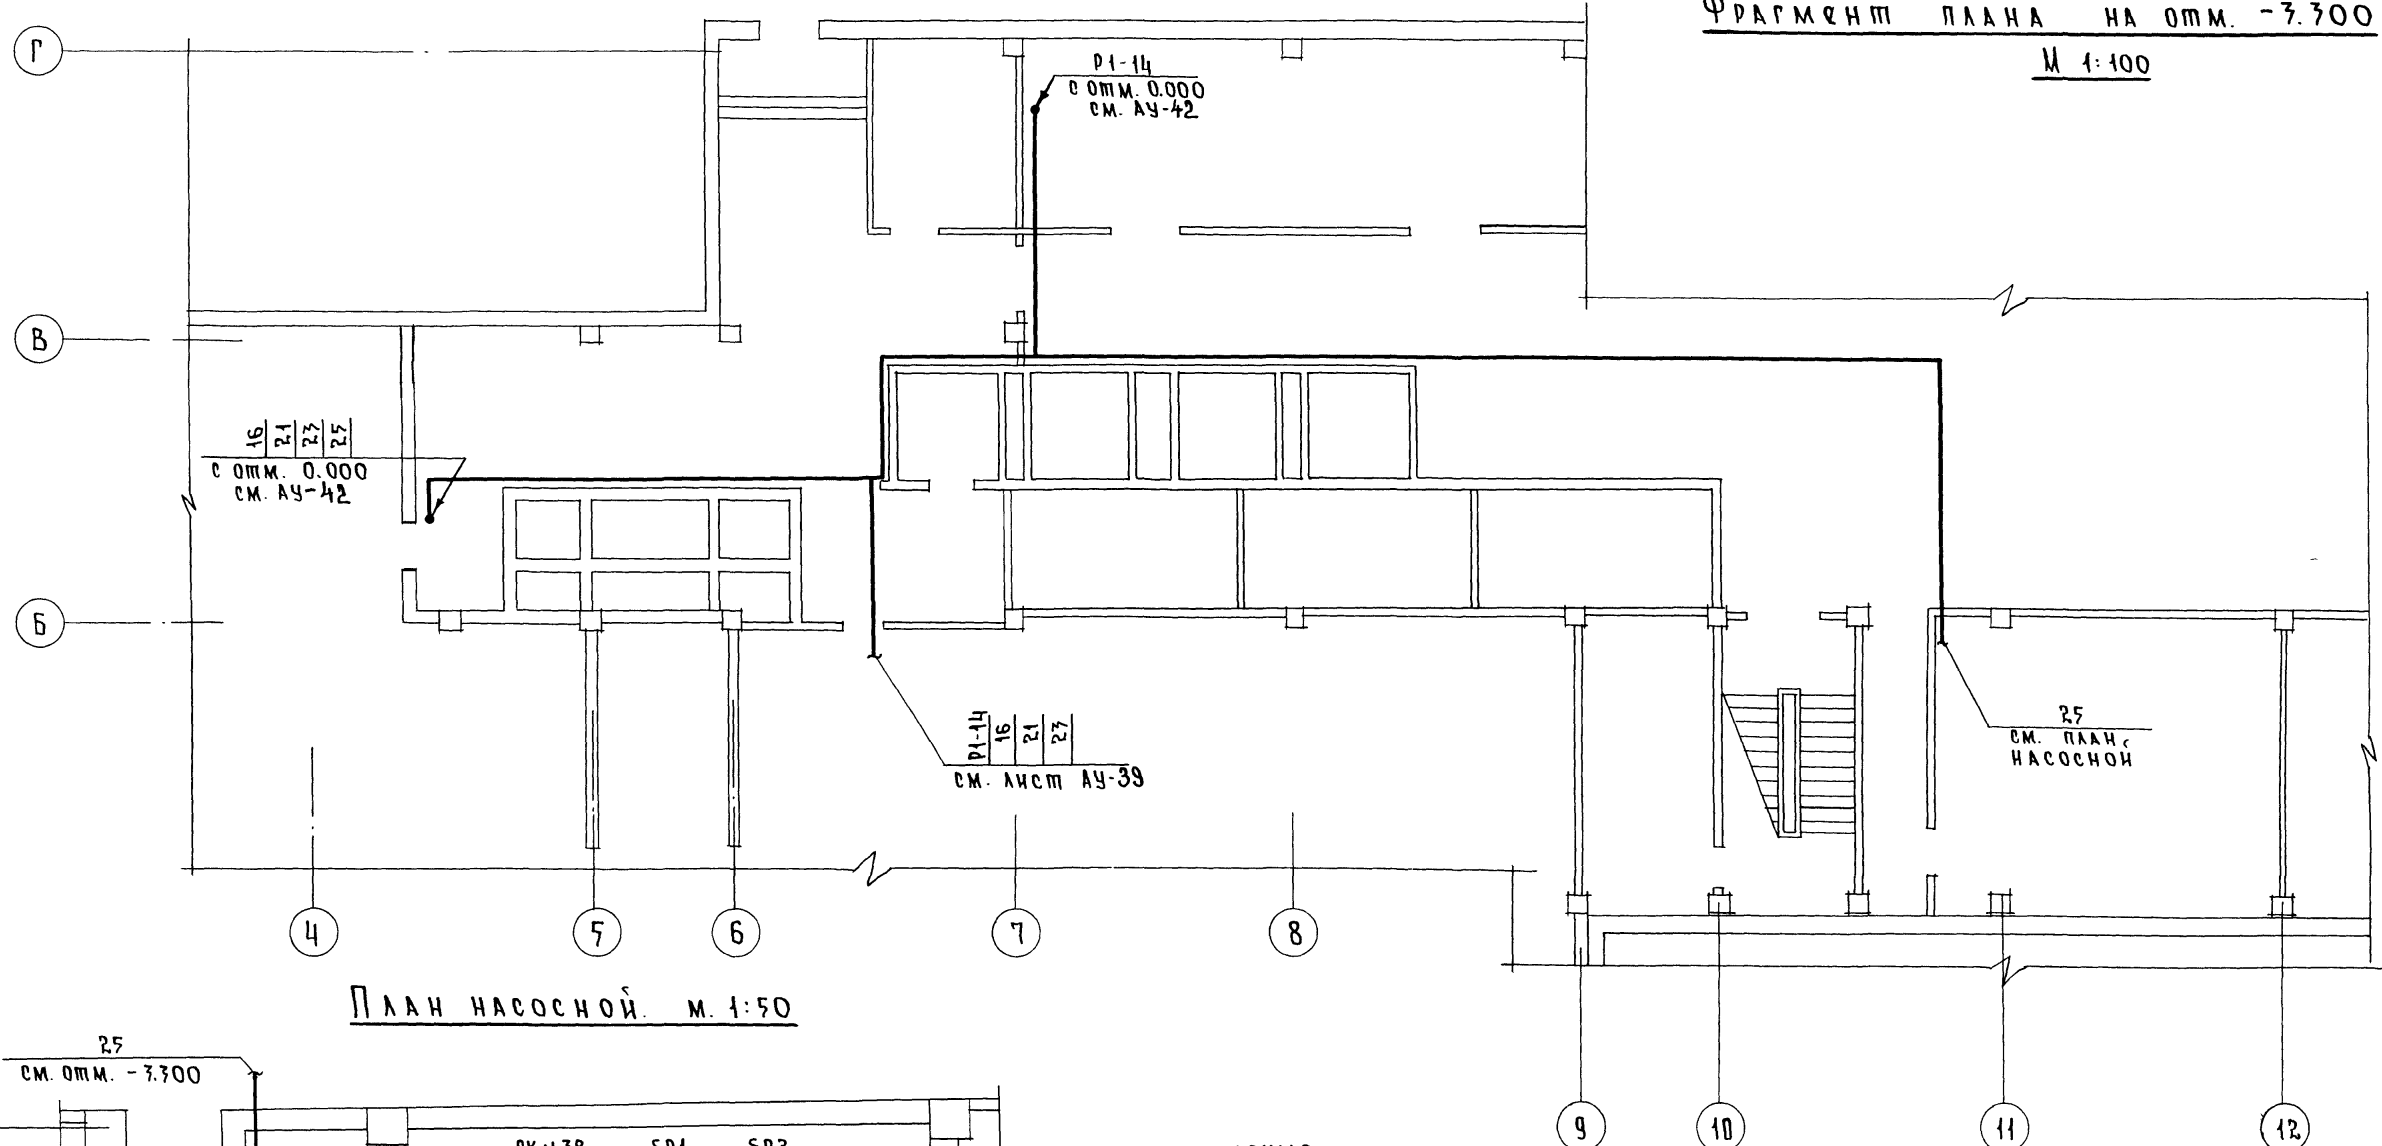 Фрагмент плана на отм. -3.300
М 1:100
Г
Р1-14
с отм. 0.000
см. АУ-42
В
16 21 23 25
с отм. 0.000
см. АУ-42
Б
Р1-14 16 21 23
см. лист АУ-39
25
см. план
насосной
4 5 6 7 8
План насосной. м. 1:50
25
см. отм. -3.300
9 10 11 12